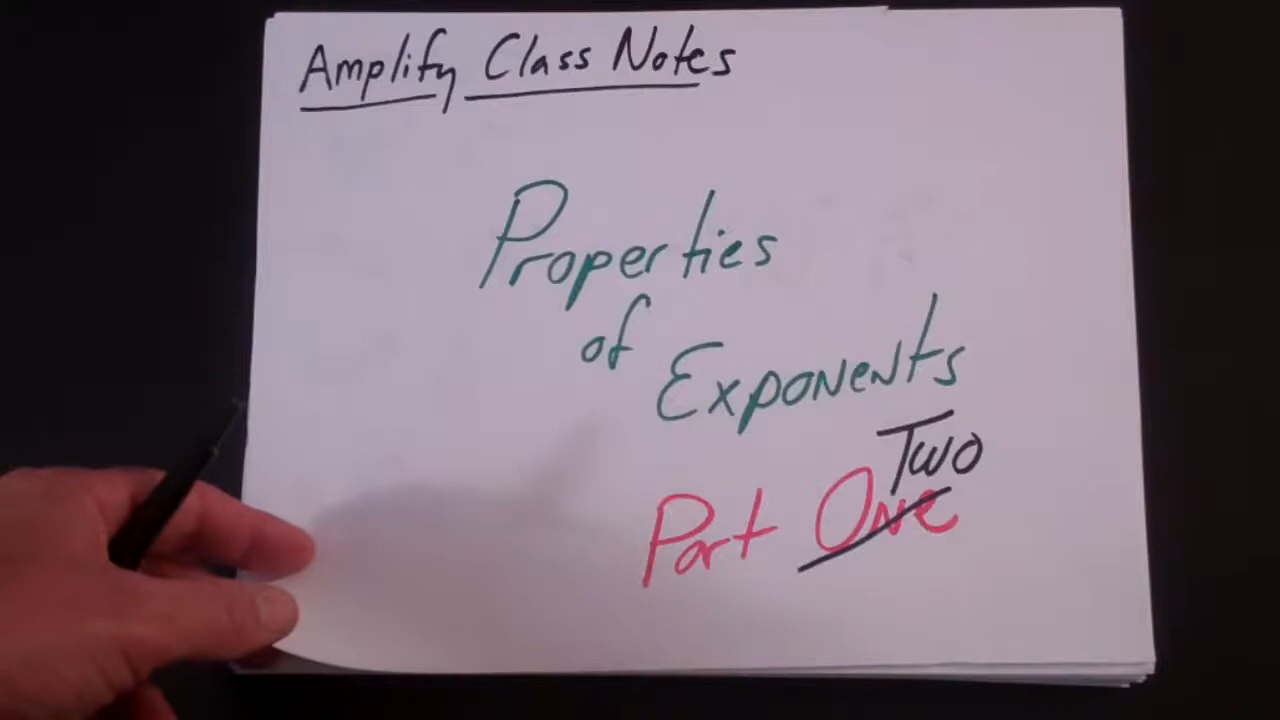 Amplify Class Notes
Properties
of
Exponents
Two
Part One